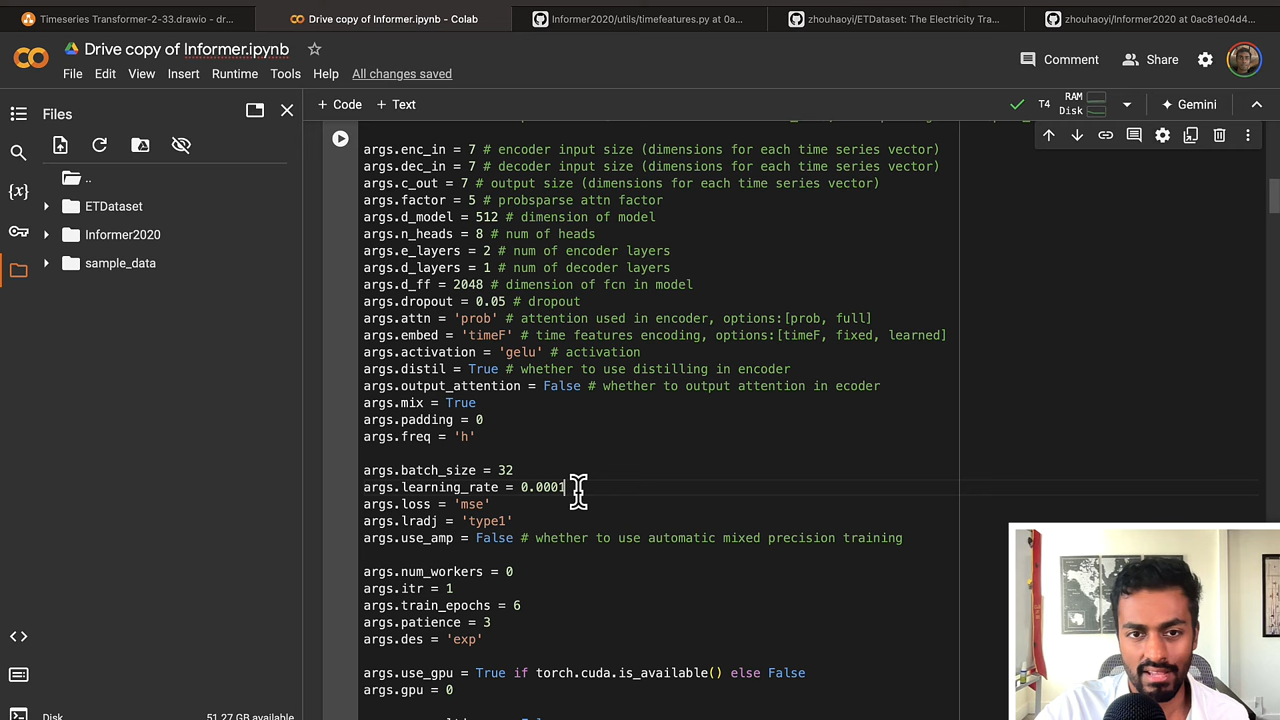 Timeseries Transformer-2-33.drawio - dr...
Drive copy of Informer.ipynb - Colab
Informer2020/utils/timefeatures.py at 0a...
zhouhaoyi/ETDataset: The Electricity Tra...
zhouhaoyi/Informer2020 at 0ac81e04d4...
Drive copy of Informer.ipynb
Comment
Share
File Edit View Insert Runtime Tools Help All changes saved
Files
+ Code + Text
T4
RAM
Disk
Gemini
..
ETDataset
Informer2020
sample_data
args.enc_in = 7 # encoder input size (dimensions for each time series vector)
args.dec_in = 7 # decoder input size (dimensions for each time series vector)
args.c_out = 7 # output size (dimensions for each time series vector)
args.factor = 5 # probsparse attn factor
args.d_model = 512 # dimension of model
args.n_heads = 8 # num of heads
args.e_layers = 2 # num of encoder layers
args.d_layers = 1 # num of decoder layers
args.d_ff = 2048 # dimension of fcn in model
args.dropout = 0.05 # dropout
args.attn = 'prob' # attention used in encoder, options:[prob, full]
args.embed = 'timeF' # time features encoding, options:[timeF, fixed, learned]
args.activation = 'gelu' # activation
args.distil = True # whether to use distilling in encoder
args.output_attention = False # whether to output attention in ecoder
args.mix = True
args.padding = 0
args.freq = 'h'
args.batch_size = 32
args.learning_rate = 0.0001
args.loss = 'mse'
args.lradj = 'type1'
args.use_amp = False # whether to use automatic mixed precision training
args.num_workers = 0
args.itr = 1
args.train_epochs = 6
args.patience = 3
args.des = 'exp'
args.use_gpu = True if torch.cuda.is_available() else False
args.gpu = 0
Disk
51.27 GB available